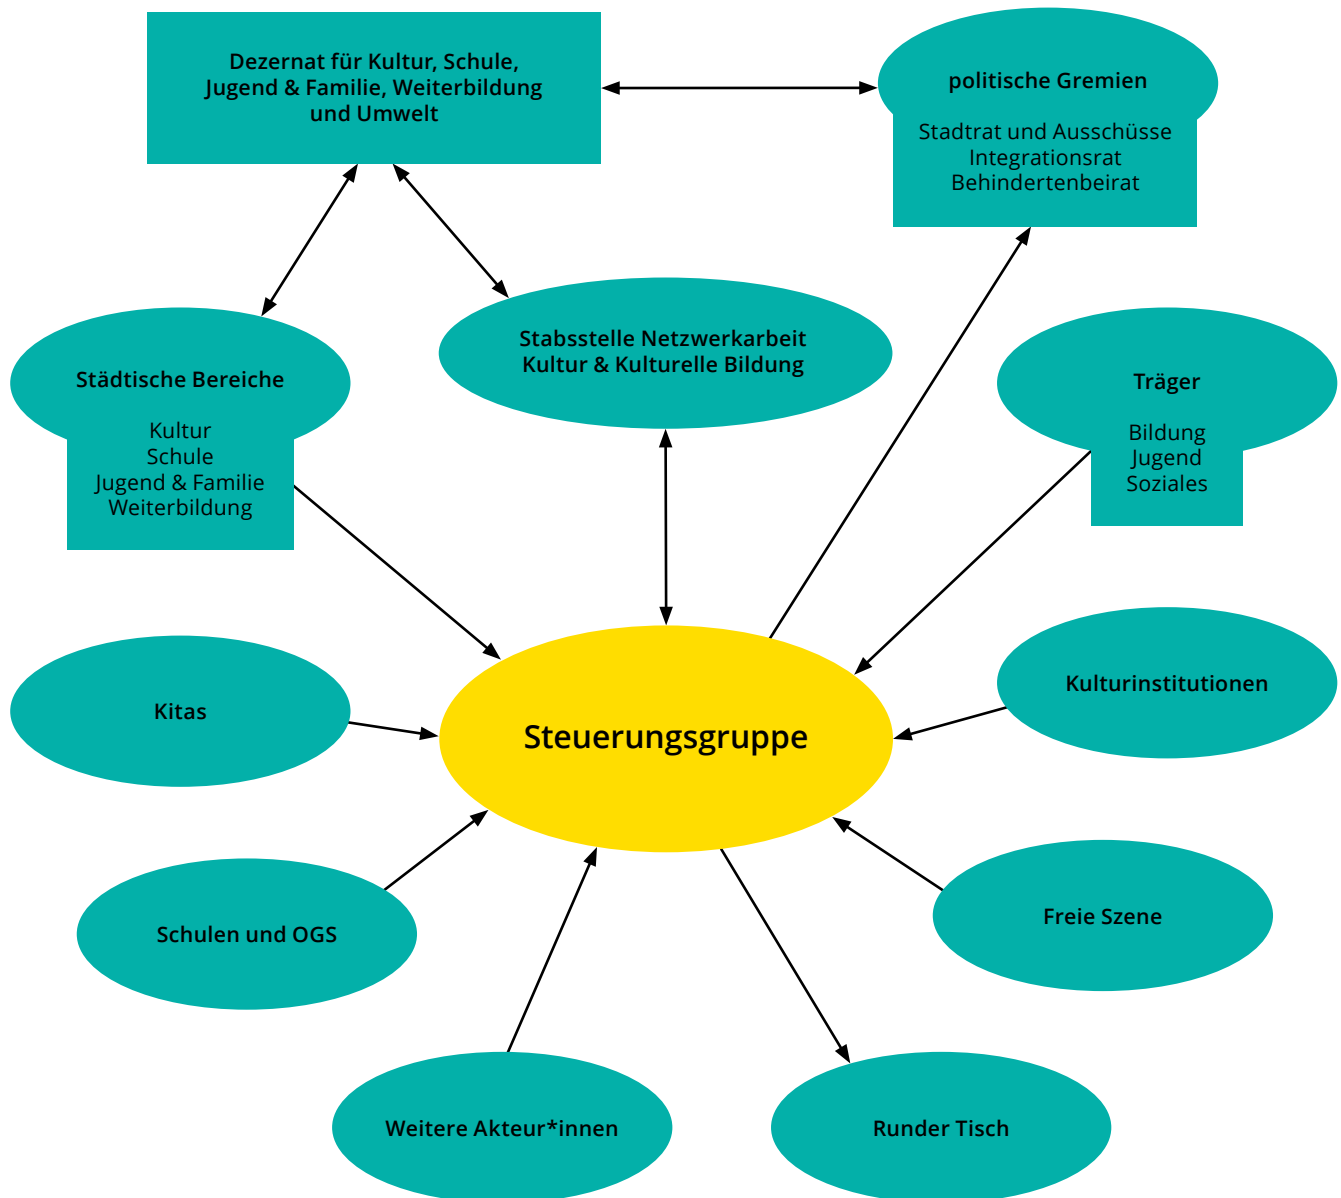 Dezernat für Kultur, Schule,
Jugend & Familie, Weiterbildung
und Umwelt
politische Gremien
Stadtrat und Ausschüsse
Integrationsrat
Behindertenbeirat
Stabsstelle Netzwerkarbeit
Kultur & Kulturelle Bildung
Städtische Bereiche
Kultur
Schule
Jugend & Familie
Weiterbildung
Träger
Bildung
Jugend
Soziales
Kitas
Steuerungsgruppe
Kulturinstitutionen
Schulen und OGS
Freie Szene
Weitere Akteur*innen
Runder Tisch